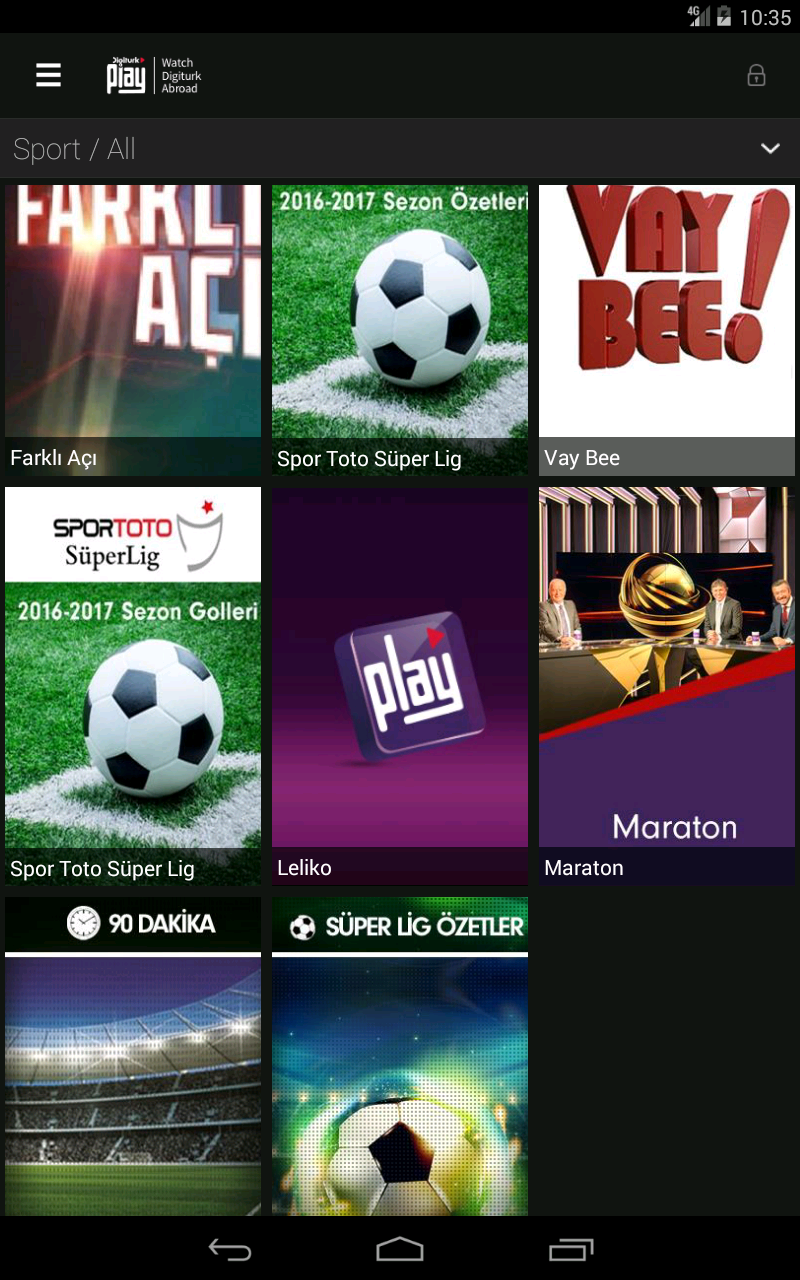 4G 10:35
Digiturk play Watch
Digiturk
Abroad
Sport / All
FARKLI
AÇI
Farklı Açı
2016-2017 Sezon Özetleri
Spor Toto Süper Lig
VAY
BEE!
Vay Bee
SPORTOTO
SüperLig
2016-2017 Sezon Golleri
Spor Toto Süper Lig
play
Leliko
Maraton
Maraton
90 DAKİKA
SÜPER LİG ÖZETLER